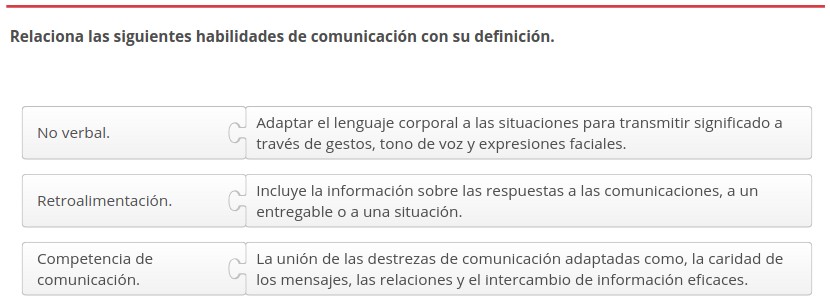 Relaciona las siguientes habilidades de comunicación con su definición.
No verbal.
Adaptar el lenguaje corporal a las situaciones para transmitir significado a
través de gestos, tono de voz y expresiones faciales.
Retroalimentación.
Incluye la información sobre las respuestas a las comunicaciones, a un
entregable o a una situación.
Competencia de
comunicación.
La unión de las destrezas de comunicación adaptadas como, la caridad de
los mensajes, las relaciones y el intercambio de información eficaces.